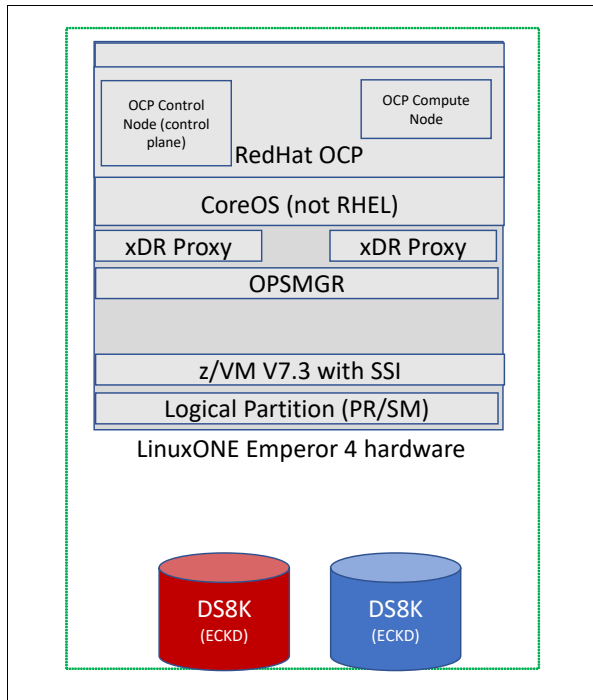 OCP Control
Node (control
plane)
OCP Compute
Node
RedHat OCP
CoreOS (not RHEL)
xDR Proxy
xDR Proxy
OPSMGR
z/VM V7.3 with SSI
Logical Partition (PR/SM)
LinuxONE Emperor 4 hardware
DS8K
(ECKD)
DS8K
(ECKD)